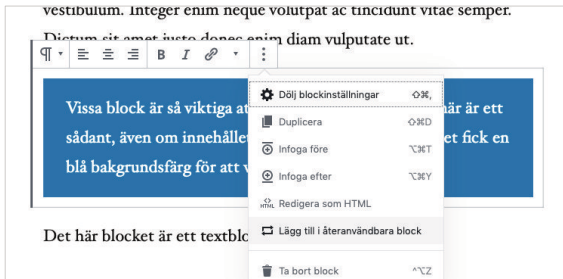 vestibulum. Integer enim neque volutpat ac tincidunt vitae semper.
Dictum sit amet justo donec enim diam vulputate ut.
¶ B I
Vissa block är så viktiga at
när är ett
sådant, även om innehållet
et fick en
blå bakgrundsfärg för att v
Dölj blockinställningar ⇧⌘,
Duplicera ⇧⌘D
Infoga före ⌥⌘T
Infoga efter ⌥⌘Y
HTML Redigera som HTML
Lägg till i återanvändbara block
Ta bort block ^⌥Z
Det här blocket är ett textblo